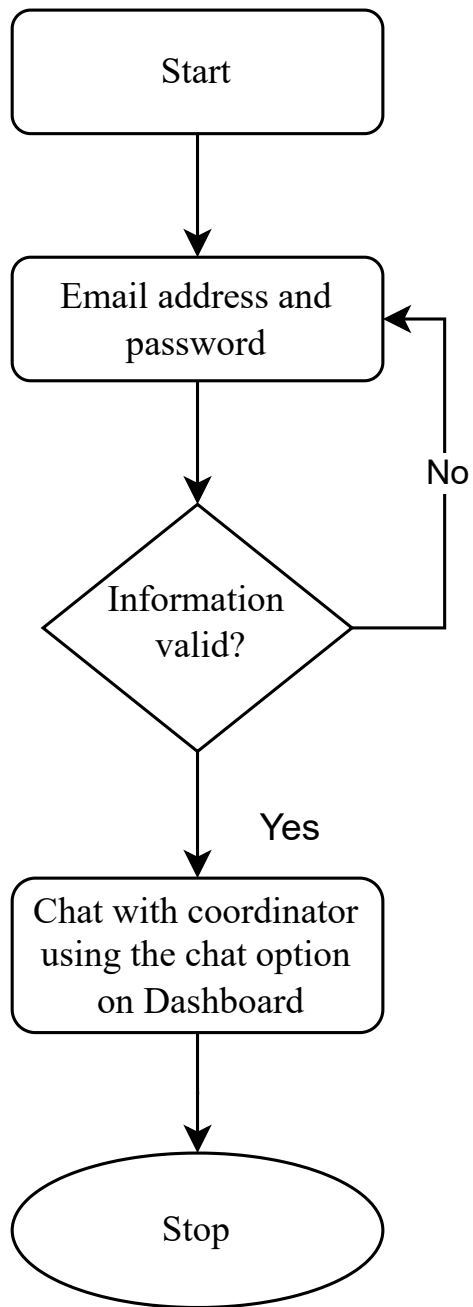 Start
Email address and
password
No
Information
valid?
Yes
Chat with coordinator
using the chat option
on Dashboard
Stop